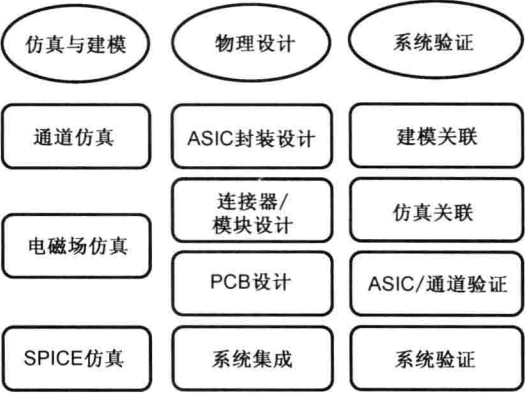 仿真与建模
物理设计
系统验证
通道仿真
ASIC封装设计
建模关联
连接器/
模块设计
仿真关联
电磁场仿真
PCB设计
ASIC/通道验证
SPICE仿真
系统集成
系统验证